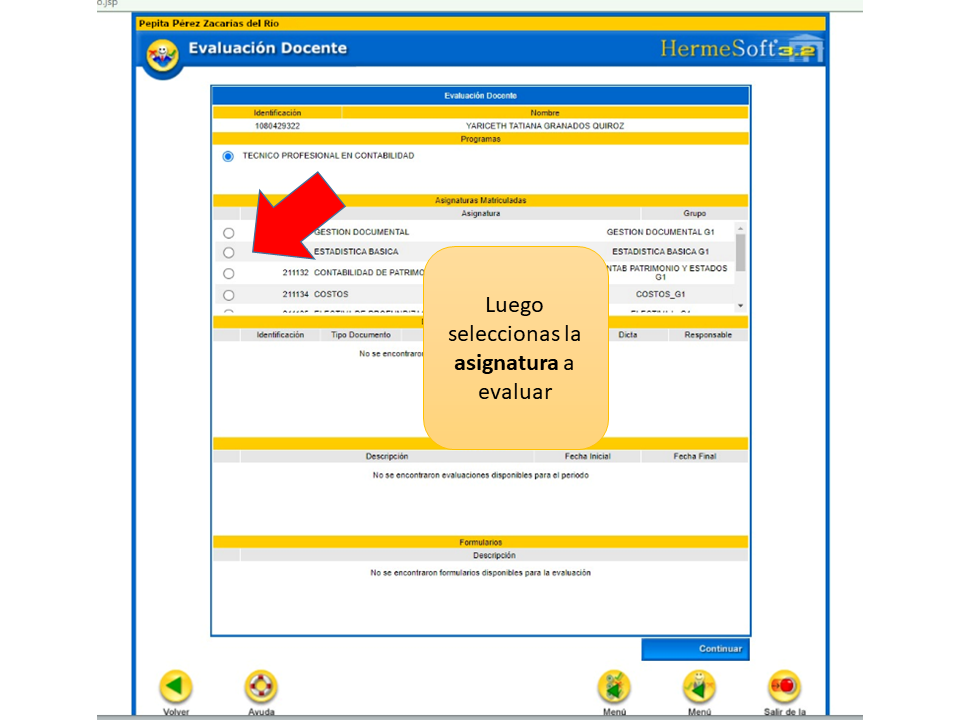 o.jsp
Pepita Pérez Zacarias del Río
Evaluación Docente
HermeSoft 3.2
Evaluación Docente
Identificación Nombre
1080429322 YARICETH TATIANA GRANADOS QUIROZ
Programas
TECNICO PROFESIONAL EN CONTABILIDAD
Asignaturas Matriculadas
Asignatura Grupo
GESTION DOCUMENTAL GESTION DOCUMENTAL G1
ESTADISTICA BASICA ESTADISTICA BASICA G1
211132 CONTABILIDAD DE PATRIMO NTAB PATRIMONIO Y ESTADOS
G1
211134 COSTOS COSTOS_G1
Identificación Tipo Documento Dicta Responsable
No se encontraro
Luego
seleccionas la
asignatura a
evaluar
Descripción Fecha Inicial Fecha Final
No se encontraron evaluaciones disponibles para el periodo
Formularios
Descripción
No se encontraron formularios disponibles para la evaluación
Continuar
Volver Ayuda Menú Menú Salir de la